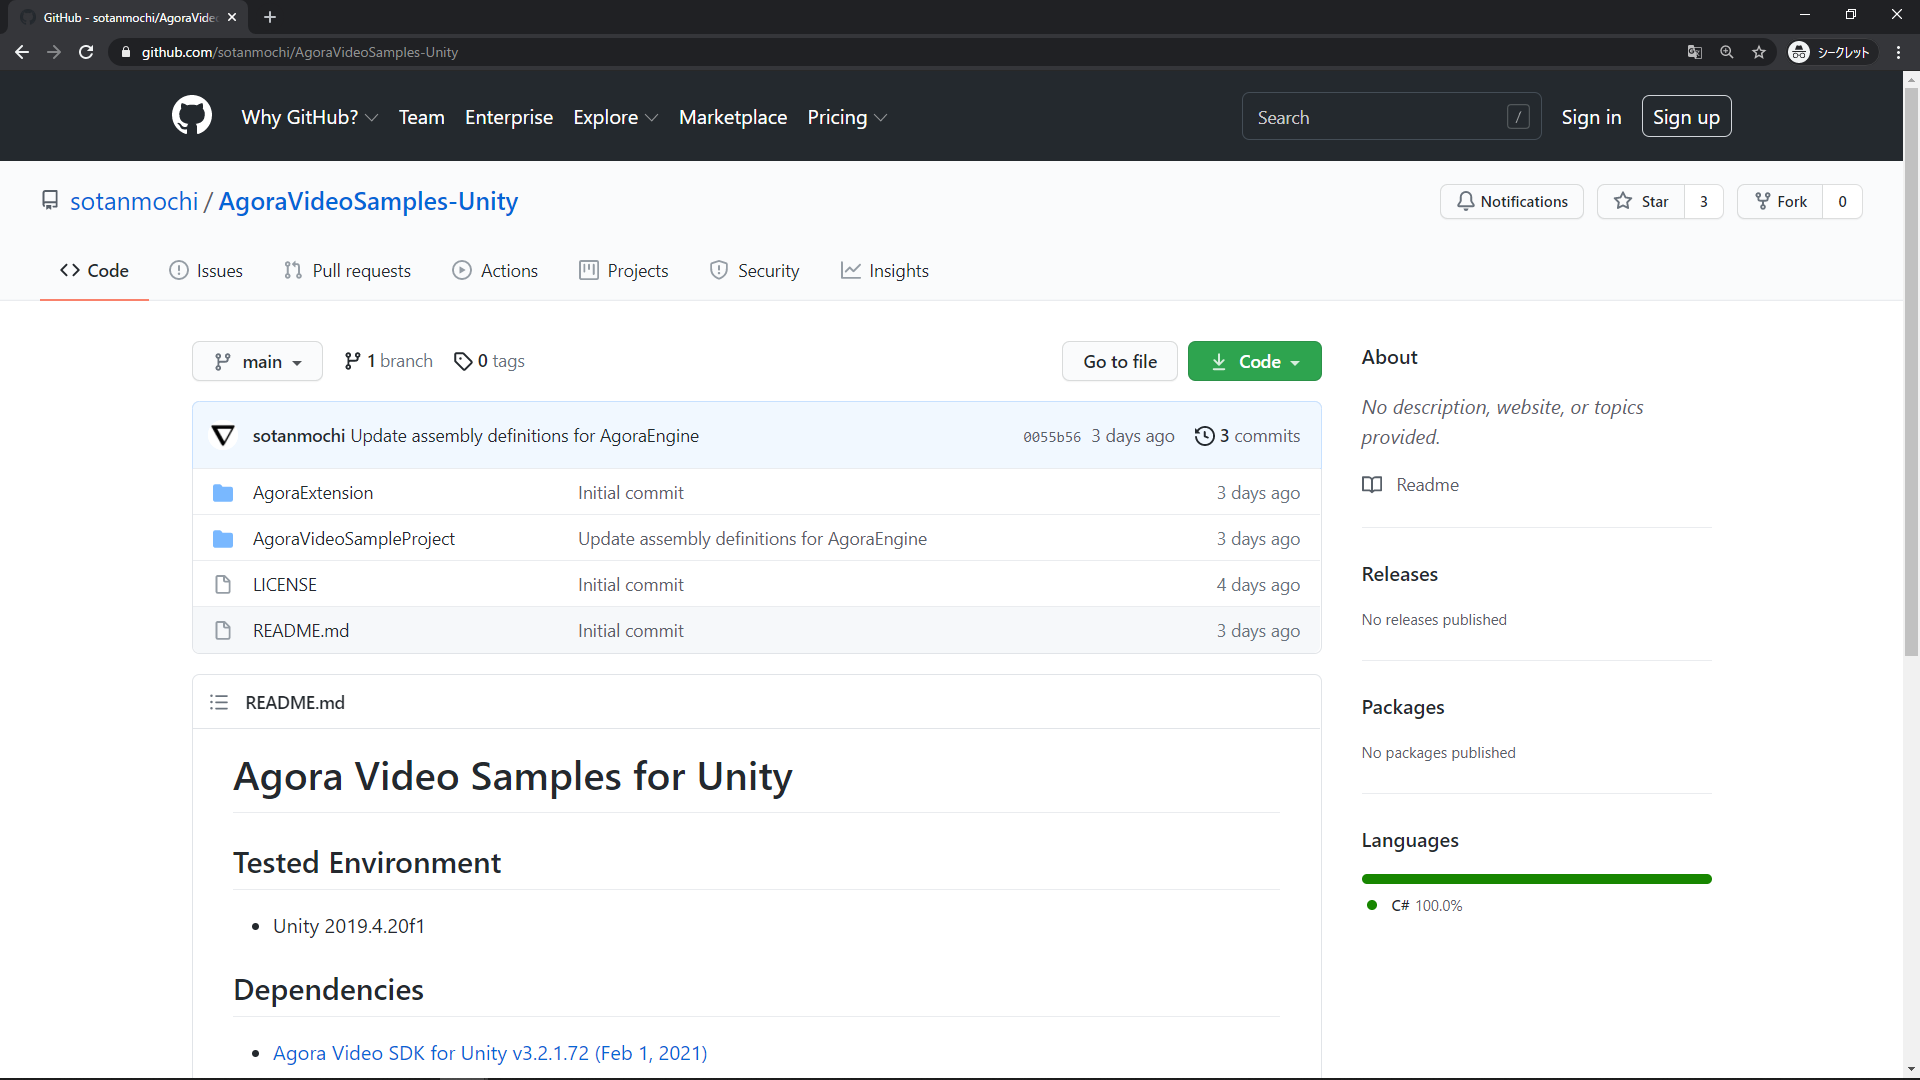 GitHub - sotanmochi/AgoraVide
github.com/sotanmochi/AgoraVideoSamples-Unity
シークレット
Why GitHub? Team Enterprise Explore Marketplace Pricing
Search /
Sign in
Sign up
sotanmochi / AgoraVideoSamples-Unity
Notifications
Star 3
Fork 0
Code Issues Pull requests Actions Projects Security Insights
main
1 branch
0 tags
Go to file
Code
sotanmochi Update assembly definitions for AgoraEngine 0055b56 3 days ago 3 commits
AgoraExtension Initial commit 3 days ago
AgoraVideoSampleProject Update assembly definitions for AgoraEngine 3 days ago
LICENSE Initial commit 4 days ago
README.md Initial commit 3 days ago
README.md
Agora Video Samples for Unity
Tested Environment
Unity 2019.4.20f1
Dependencies
Agora Video SDK for Unity v3.2.1.72 (Feb 1, 2021)
About
No description, website, or topics
provided.
Readme
Releases
No releases published
Packages
No packages published
Languages
C# 100.0%